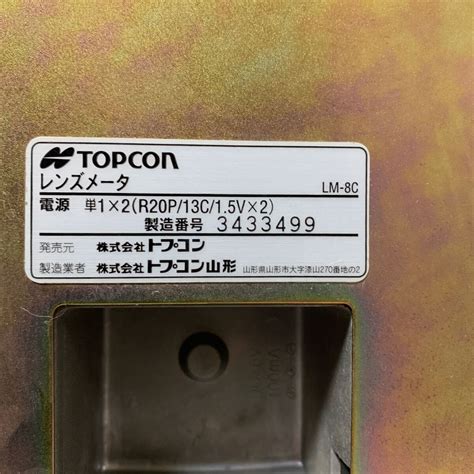 TOPCON
レンズメータ LM-8C
電源 単1×2(R20P/13C/1.5V×2)
製造番号 3433499
発売元 株式会社トプコン
製造業者 株式会社トプコン山形 山形県山形市大字漆山270番地の2